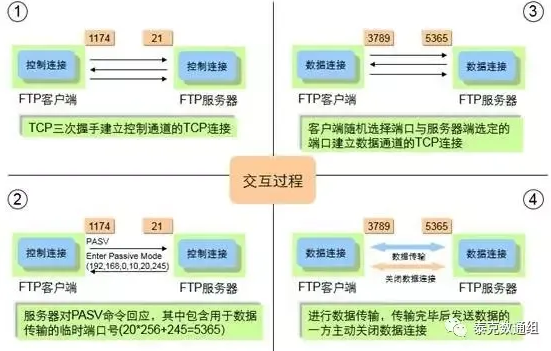 ①
1174 21
控制连接 控制连接
FTP客户端 FTP服务器
TCP三次握手建立控制通道的TCP连接
③
3789 5365
数据连接 数据连接
FTP客户端 FTP服务器
客户端随机选择端口与服务器端选定的
端口建立数据通道的TCP连接
交互过程
②
1174 21
PASV
控制连接 控制连接
Enter Passive Mode
(192,168,0,10,20,245)
FTP客户端 FTP服务器
服务器对PASV命令回应，其中包含用于数据
传输的临时端口号(20*256+245=5365)
④
3789 5365
数据连接 数据连接
数据传输
关闭数据连接
FTP客户端 FTP服务器
进行数据传输，传输完毕后发送数据的
一方主动关闭数据连接
泰克数通组